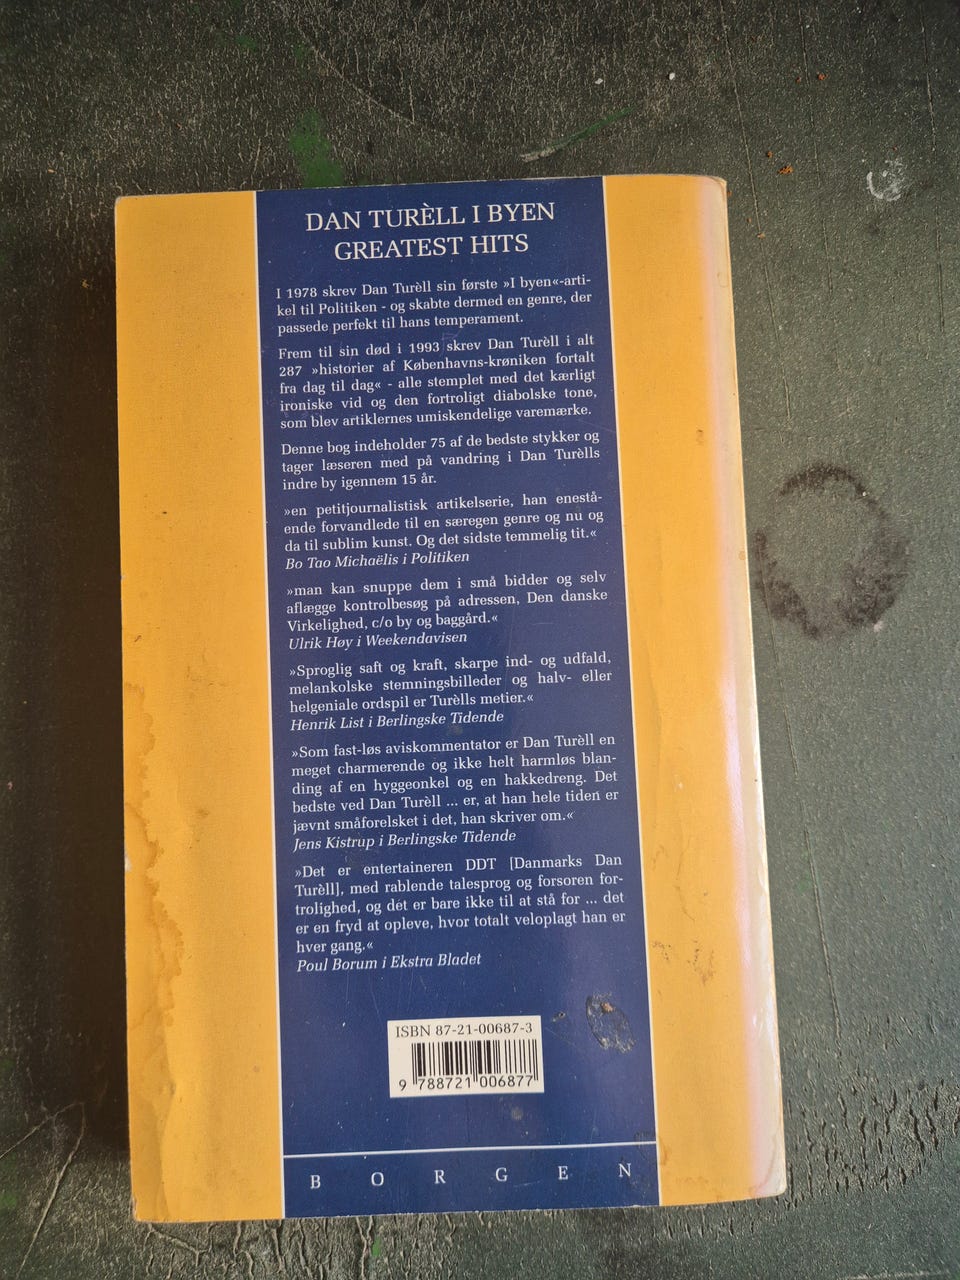 DAN TURÈLL I BYEN
GREATEST HITS
I 1978 skrev Dan Turèll sin første »I byen«-arti-
kel til Politiken - og skabte dermed en genre, der
passede perfekt til hans temperament.
Frem til sin død i 1993 skrev Dan Turèll i alt
287 »historier af Københavns-krøniken fortalt
fra dag til dag« - alle stemplet med det kærligt
ironiske vid og den fortroligt diabolske tone,
som blev artiklernes umiskendelige varemærke.
Denne bog indeholder 75 af de bedste stykker og
tager læseren med på vandring i Dan Turèlls
indre by igennem 15 år.
»en petitjournalistisk artikelserie, han enestå-
ende forvandlede til en særegen genre og nu og
da til sublim kunst. Og det sidste temmelig tit.«
Bo Tao Michaëlis i Politiken
»man kan snuppe dem i små bidder og selv
aflægge kontrolbesøg på adressen, Den danske
Virkelighed, c/o by og baggård.«
Ulrik Høy i Weekendavisen
»Sproglig saft og kraft, skarpe ind- og udfald,
melankolske stemningsbilleder og halv- eller
helgeniale ordspil er Turèlls metier.«
Henrik List i Berlingske Tidende
»Som fast-løs aviskommentator er Dan Turèll en
meget charmerende og ikke helt harmløs blan-
ding af en hyggeonkel og en hakkedreng. Det
bedste ved Dan Turèll ... er, at han hele tiden er
jævnt småforelsket i det, han skriver om.«
Jens Kistrup i Berlingske Tidende
»Det er entertaineren DDT [Danmarks Dan
Turèll], med rablende talesprog og forsoren for-
trolighed, og det er bare ikke til at stå for ... det
er en fryd at opleve, hvor totalt veloplagt han er
hver gang.«
Poul Borum i Ekstra Bladet
ISBN 87-21-00687-3
9 788721 006877
BORGEN